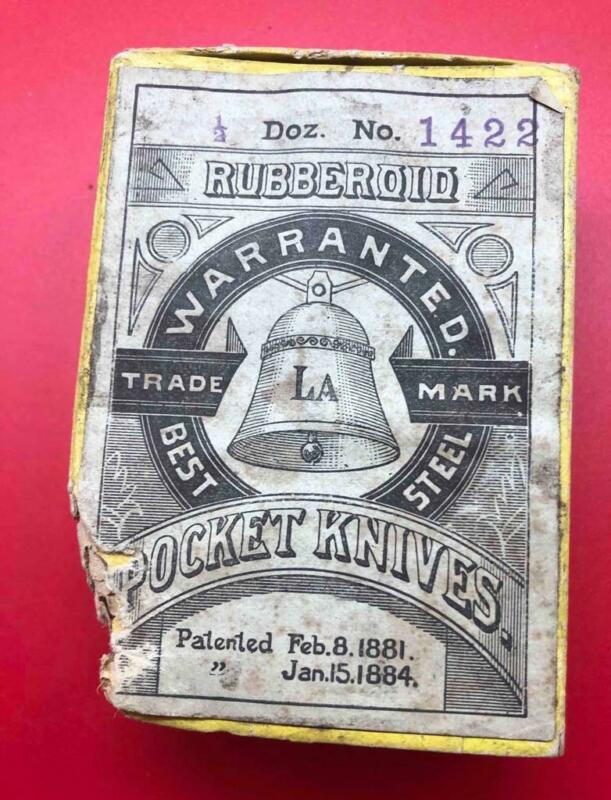 ½ Doz. No. 1422
RUBBEROID
WARRANTED.
LA
TRADE MARK
BEST STEEL
POCKET KNIVES.
Patented Feb. 8. 1881.
” Jan. 15. 1884.